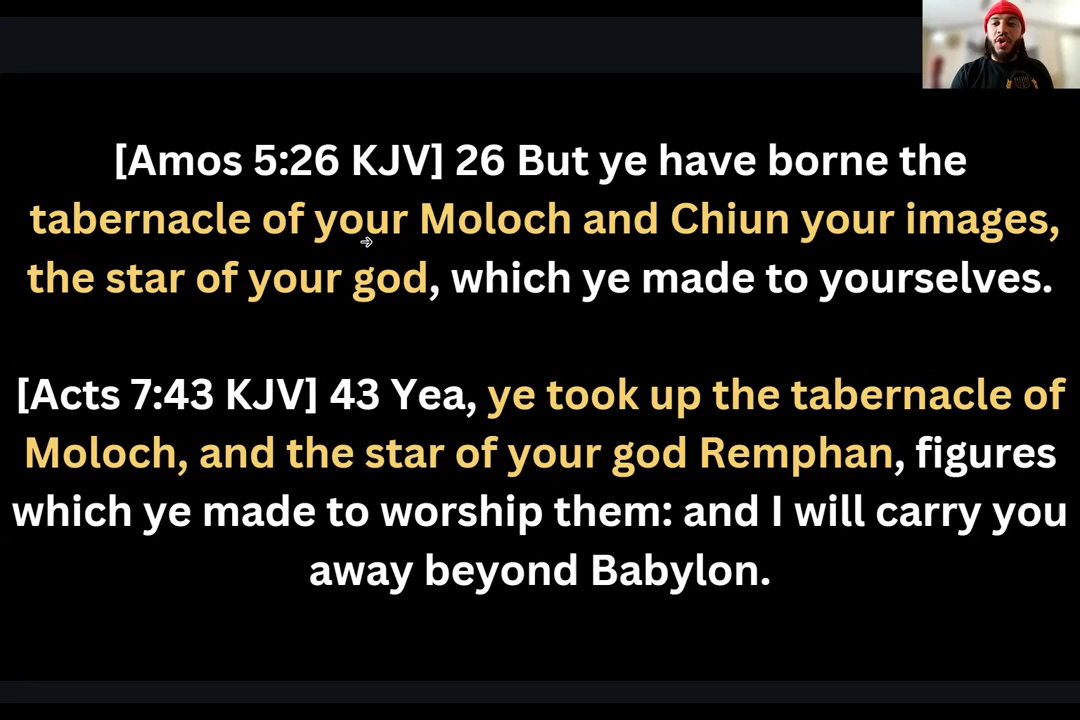 [Amos 5:26 KJV] 26 But ye have borne the
tabernacle of your Moloch and Chiun your images,
the star of your god, which ye made to yourselves.
[Acts 7:43 KJV] 43 Yea, ye took up the tabernacle of
Moloch, and the star of your god Remphan, figures
which ye made to worship them: and I will carry you
away beyond Babylon.